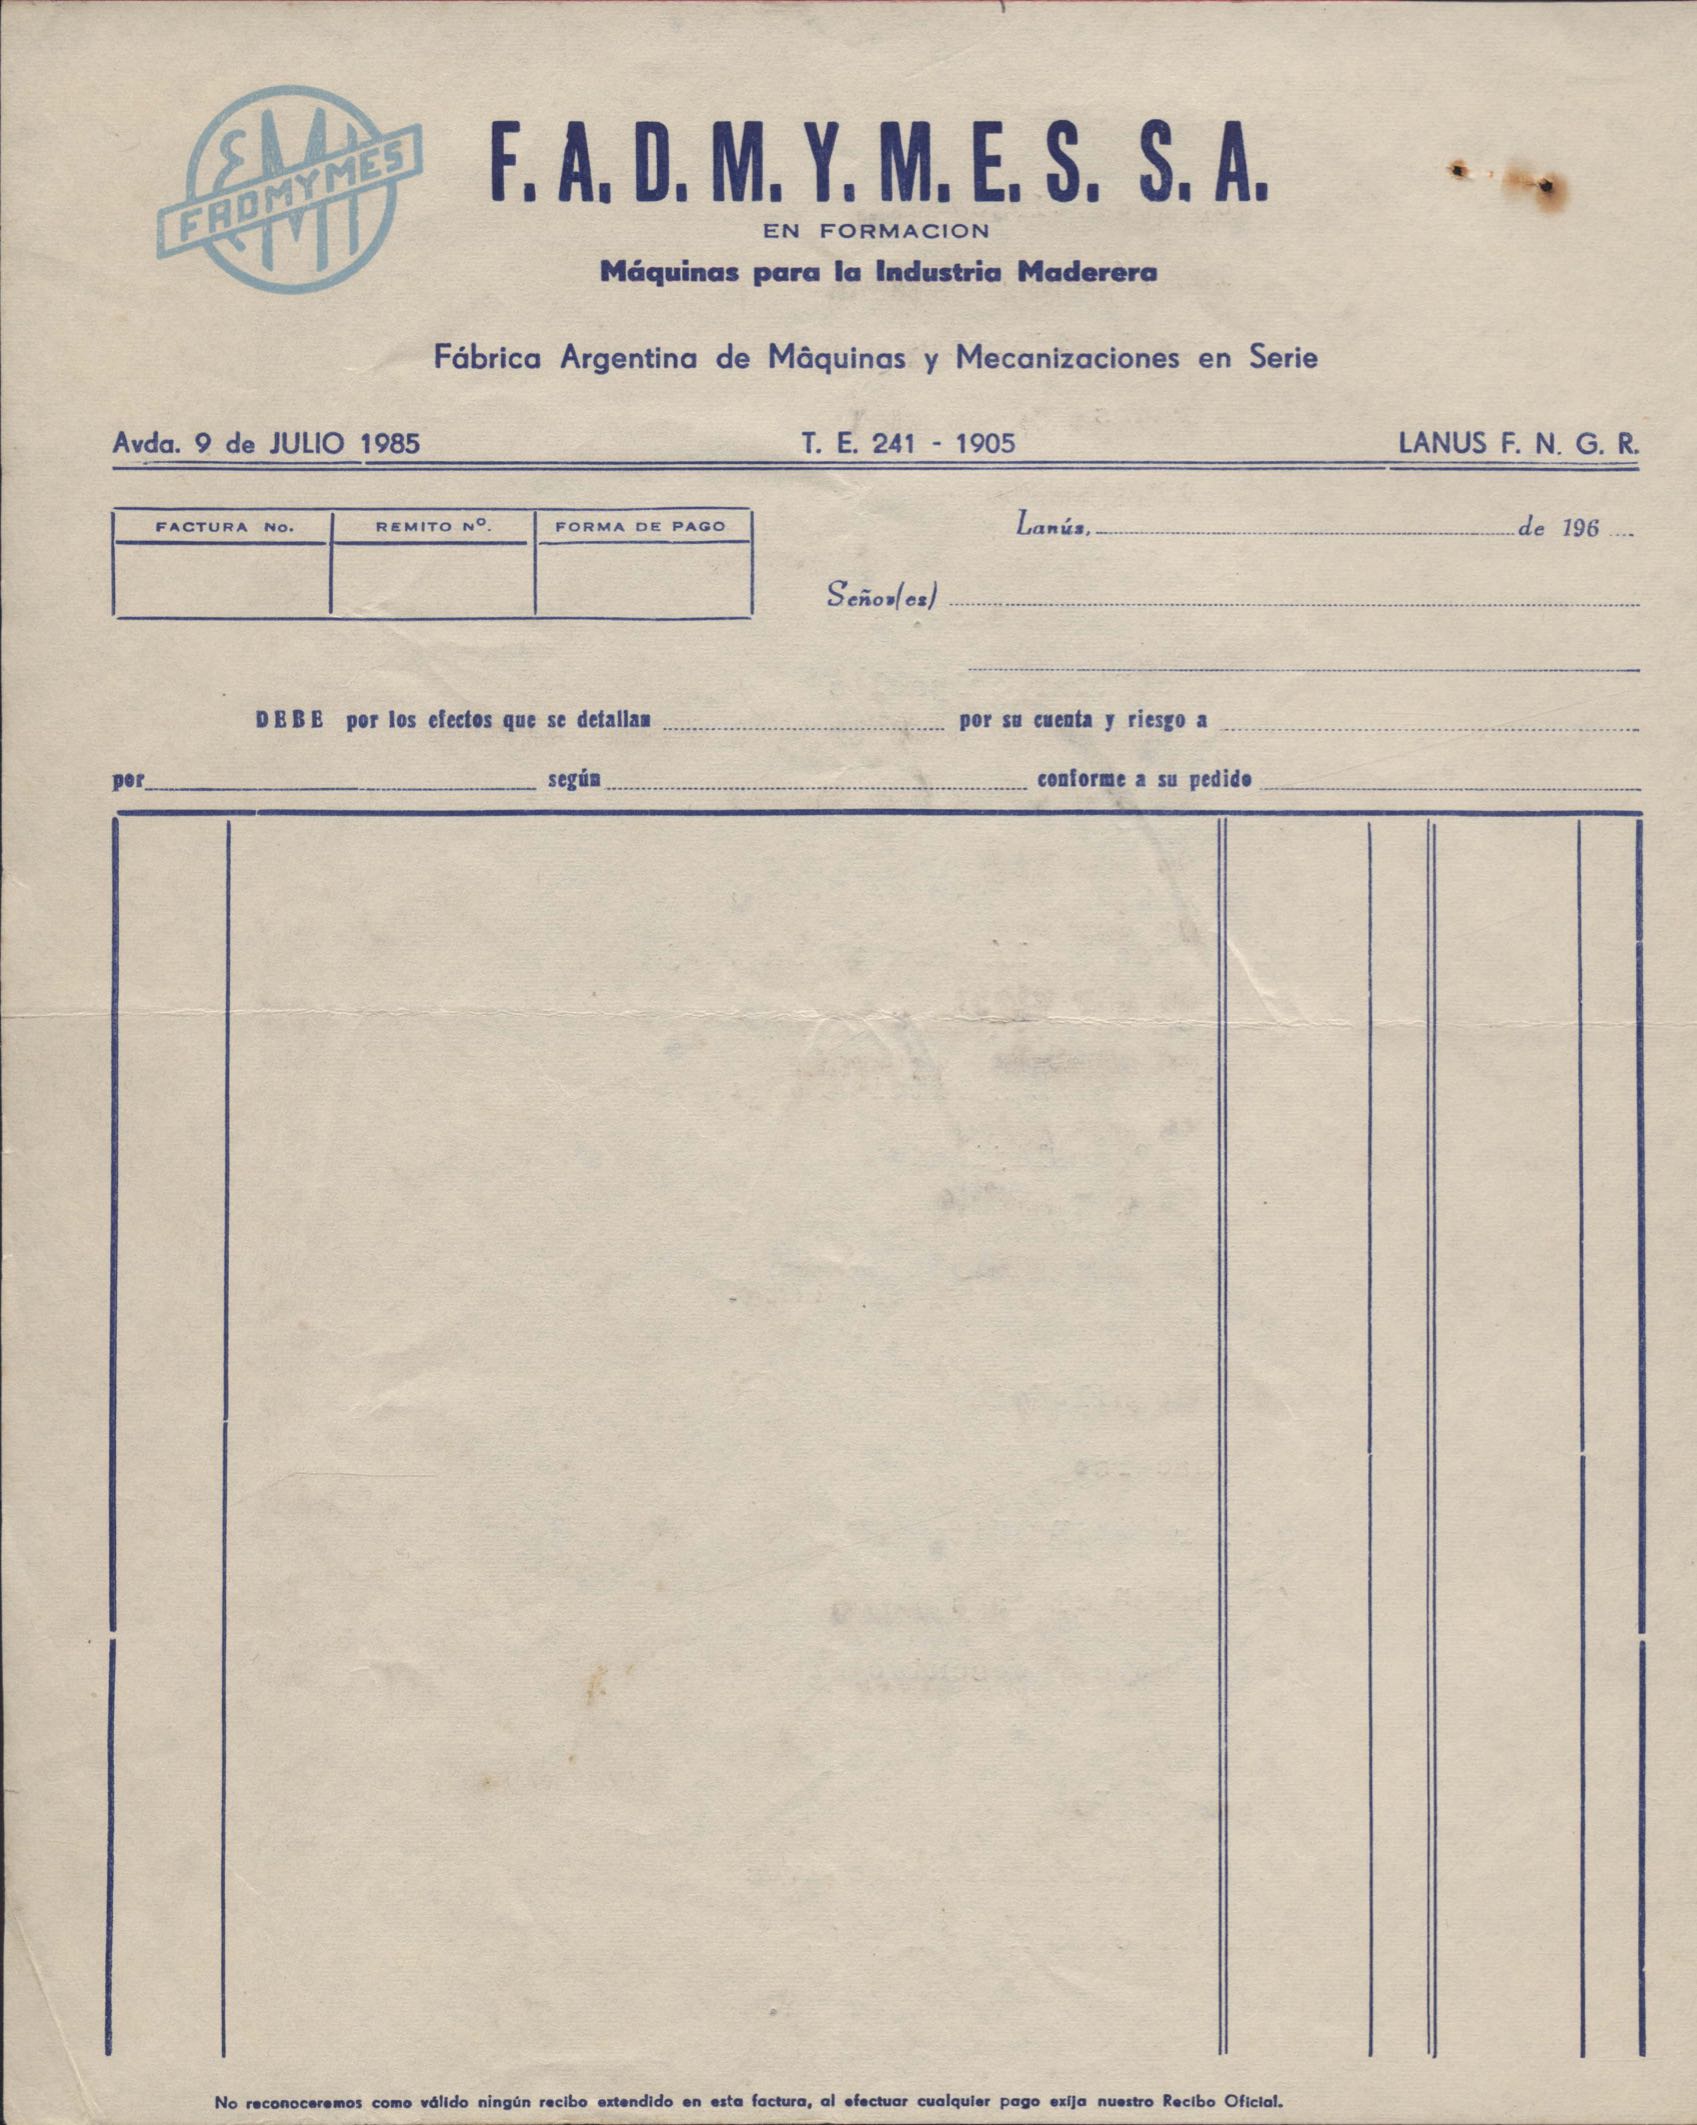 FADMYMES
F. A. D. M. Y. M. E. S. S. A.
EN FORMACION
Máquinas para la Industria Maderera
Fábrica Argentina de Mâquinas y Mecanizaciones en Serie
Avda. 9 de JULIO 1985 T. E. 241 - 1905 LANUS F. N. G. R.
FACTURA No. REMITO Nº. FORMA DE PAGO
Lanús, de 196
Señor(es)
DEBE por los efectos que se detallan por su cuenta y riesgo a
por según conforme a su pedido
No reconoceremos como válido ningún recibo extendido en esta factura, al efectuar cualquier pago exija nuestro Recibo Oficial.